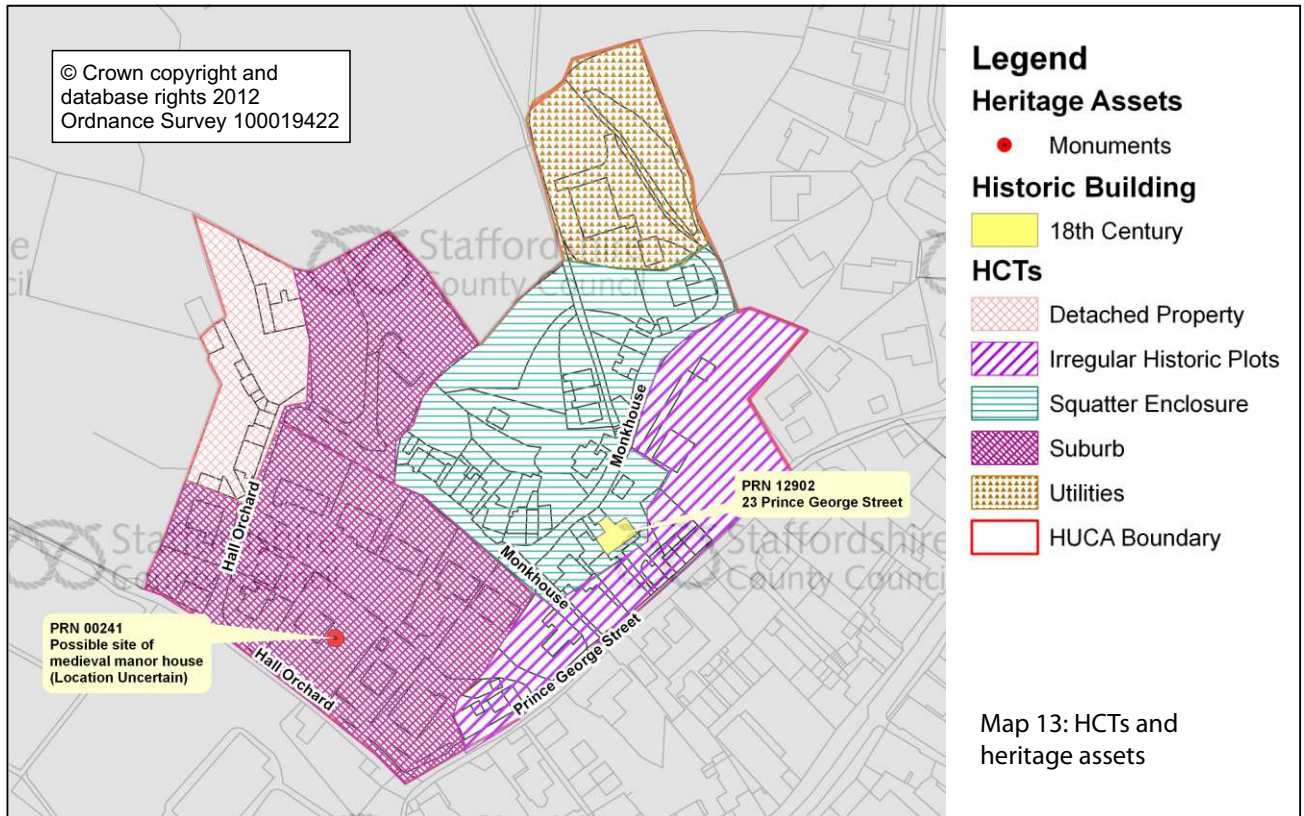 © Crown copyright and
database rights 2012
Ordnance Survey 100019422
Staffordshire
County Council
Monkhouse
PRN 12902
23 Prince George Street
Hall Orchard
Staffordshire
County Council
Monkhouse
PRN 00241
Possible site of
medieval manor house
(Location Uncertain)
Hall Orchard
Prince George Street
Legend
Heritage Assets
Monuments
Historic Building
18th Century
HCTs
Detached Property
Irregular Historic Plots
Squatter Enclosure
Suburb
Utilities
HUCA Boundary
Map 13: HCTs and
heritage assets